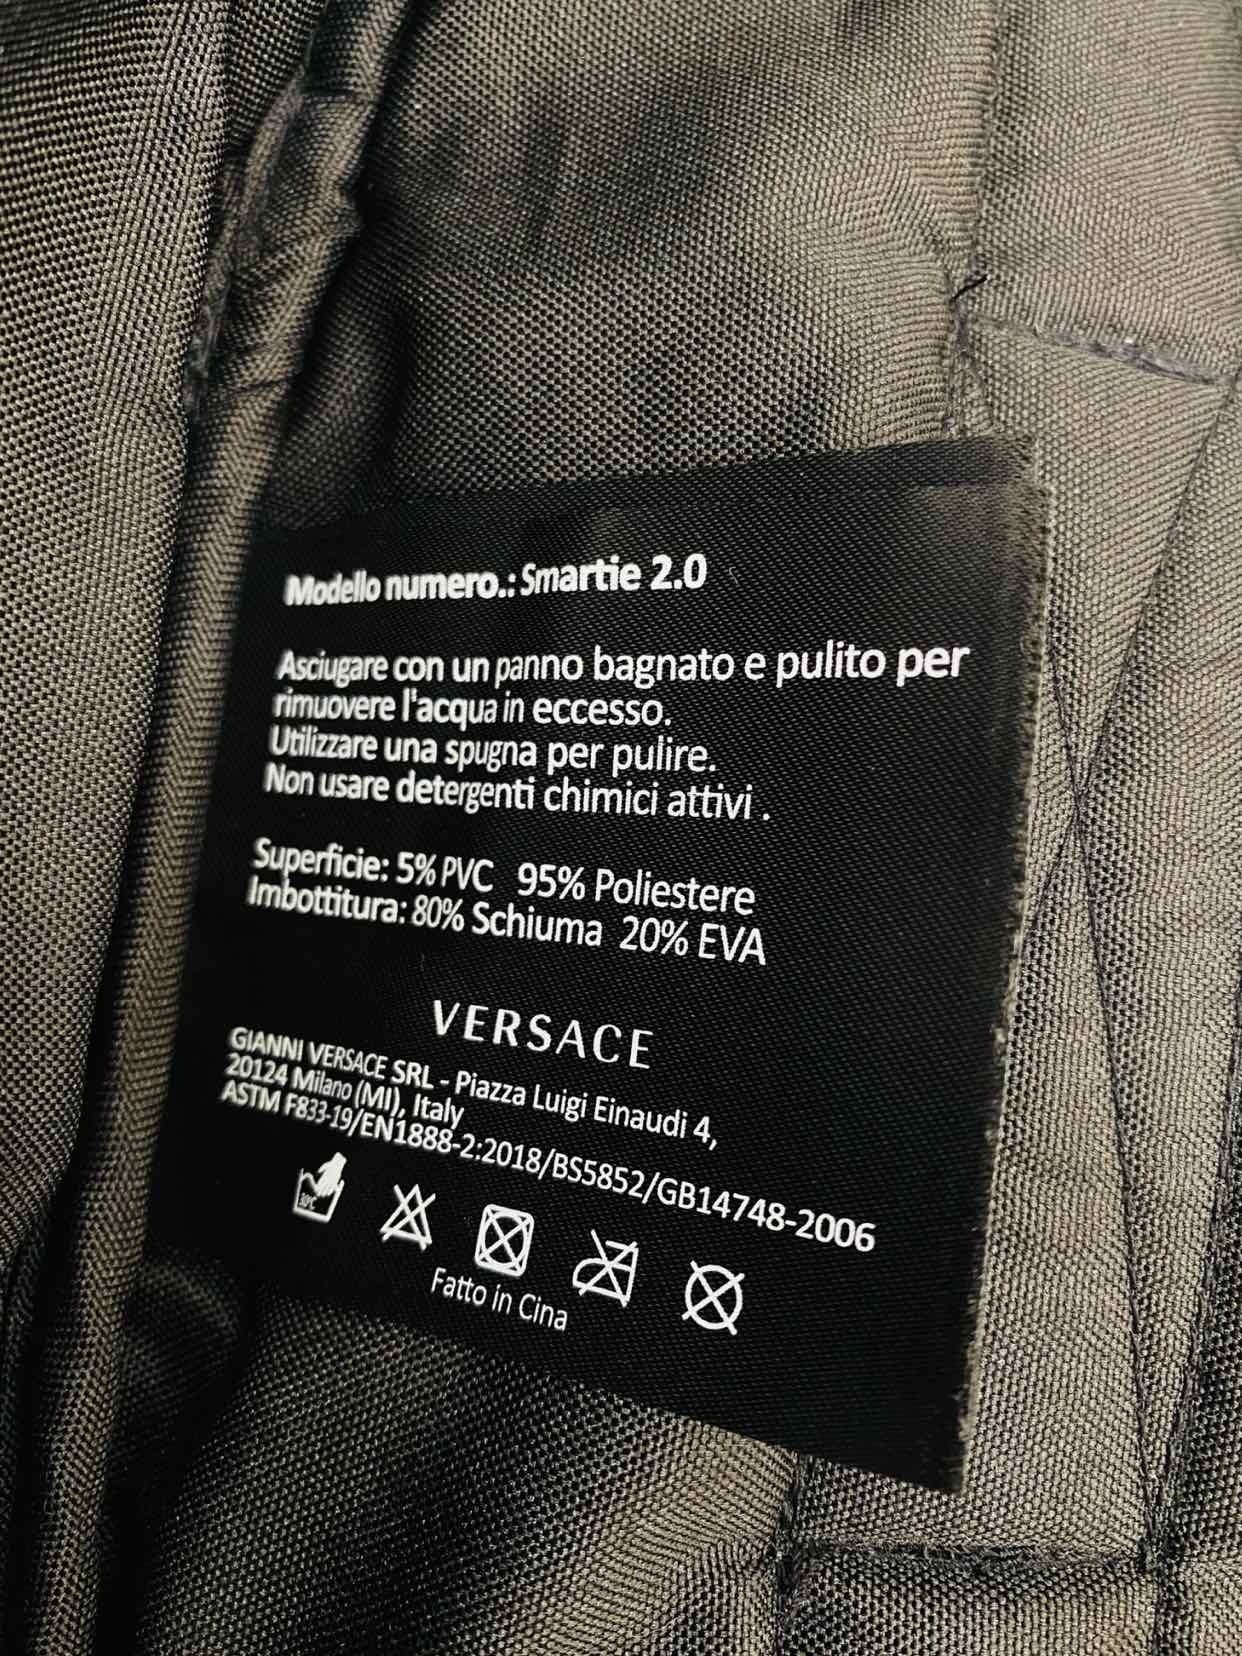 Modello numero.: Smartie 2.0
Asciugare con un panno bagnato e pulito per
rimuovere l'acqua in eccesso.
Utilizzare una spugna per pulire.
Non usare detergenti chimici attivi .
Superficie: 5% PVC 95% Poliestere
Imbottitura: 80% Schiuma 20% EVA
VERSACE
GIANNI VERSACE SRL - Piazza Luigi Einaudi 4,
20124 Milano (MI), Italy
ASTM F833-19/EN1888-2:2018/BS5852/GB14748-2006
Fatto in Cina